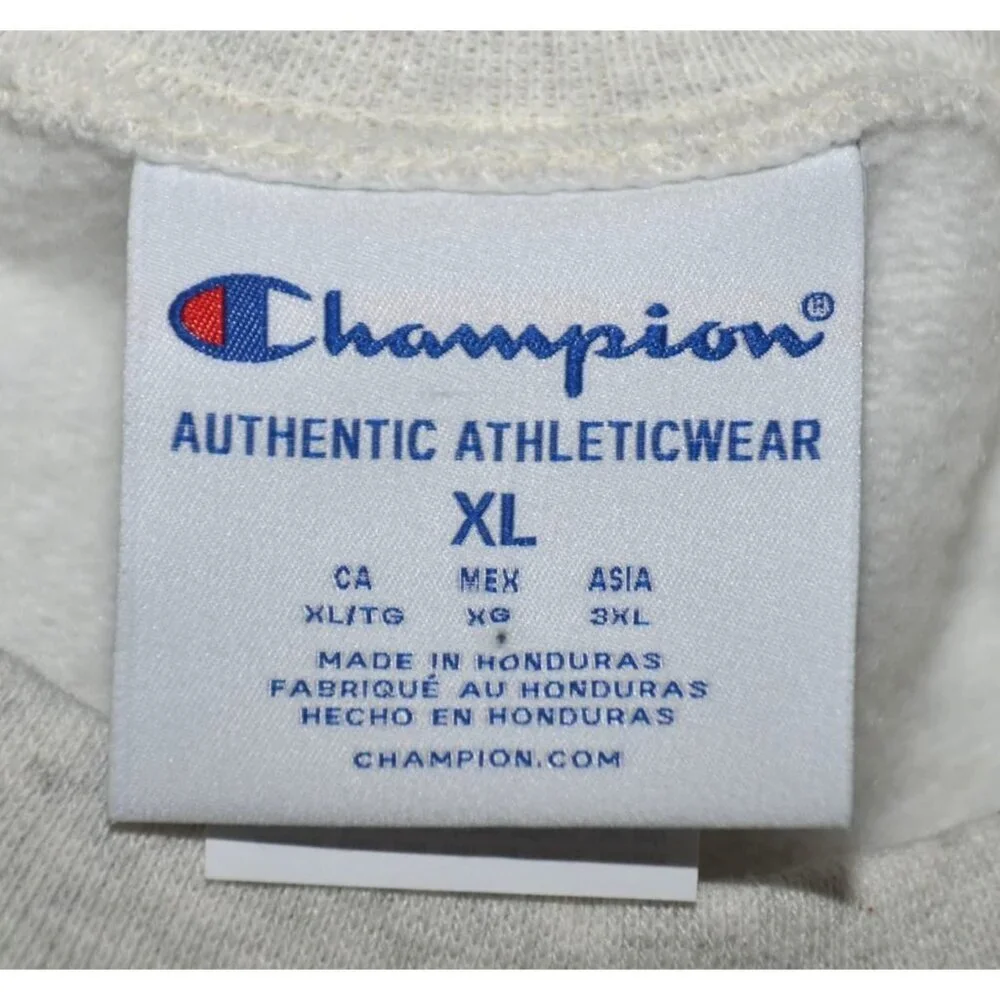 Champion®
AUTHENTIC ATHLETICWEAR
XL
CA MEX ASIA
XL/TG XG 3XL
MADE IN HONDURAS
FABRIQUÉ AU HONDURAS
HECHO EN HONDURAS
CHAMPION.COM